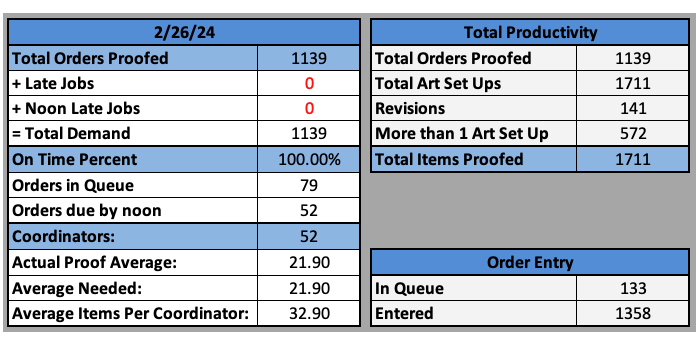 2/26/24
Total Orders Proofed 1139
+ Late Jobs 0
+ Noon Late Jobs 0
= Total Demand 1139
On Time Percent 100.00%
Orders in Queue 79
Orders due by noon 52
Coordinators: 52
Actual Proof Average: 21.90
Average Needed: 21.90
Average Items Per Coordinator: 32.90
Total Productivity
Total Orders Proofed 1139
Total Art Set Ups 1711
Revisions 141
More than 1 Art Set Up 572
Total Items Proofed 1711
Order Entry
In Queue 133
Entered 1358